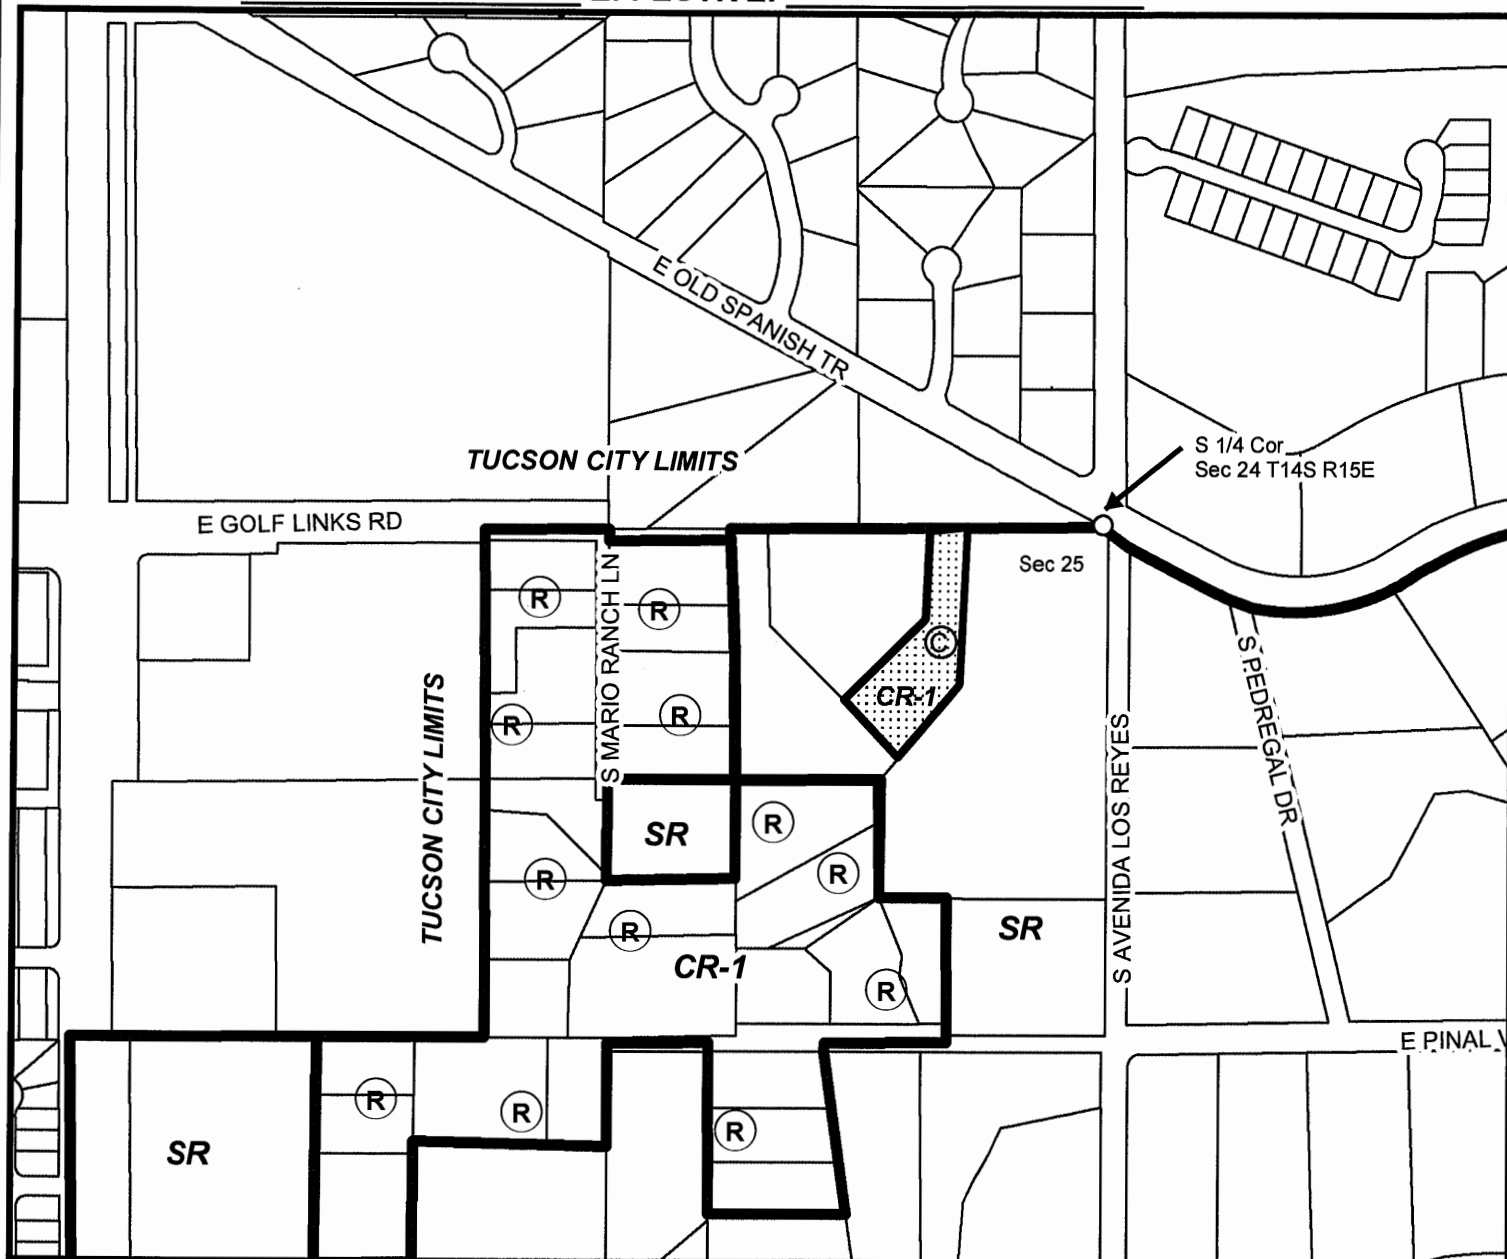 E OLD SPANISH TR
TUCSON CITY LIMITS
S 1/4 Cor
Sec 24 T14S R15E
E GOLF LINKS RD
Sec 25
S MARIO RANCH LN
R
R
C
CR-1
R
R
TUCSON CITY LIMITS
S PEDREGAL DR
S AVENIDA LOS REYES
SR
R
R
R
R
SR
CR-1
R
E PINAL V
R
R
R
SR